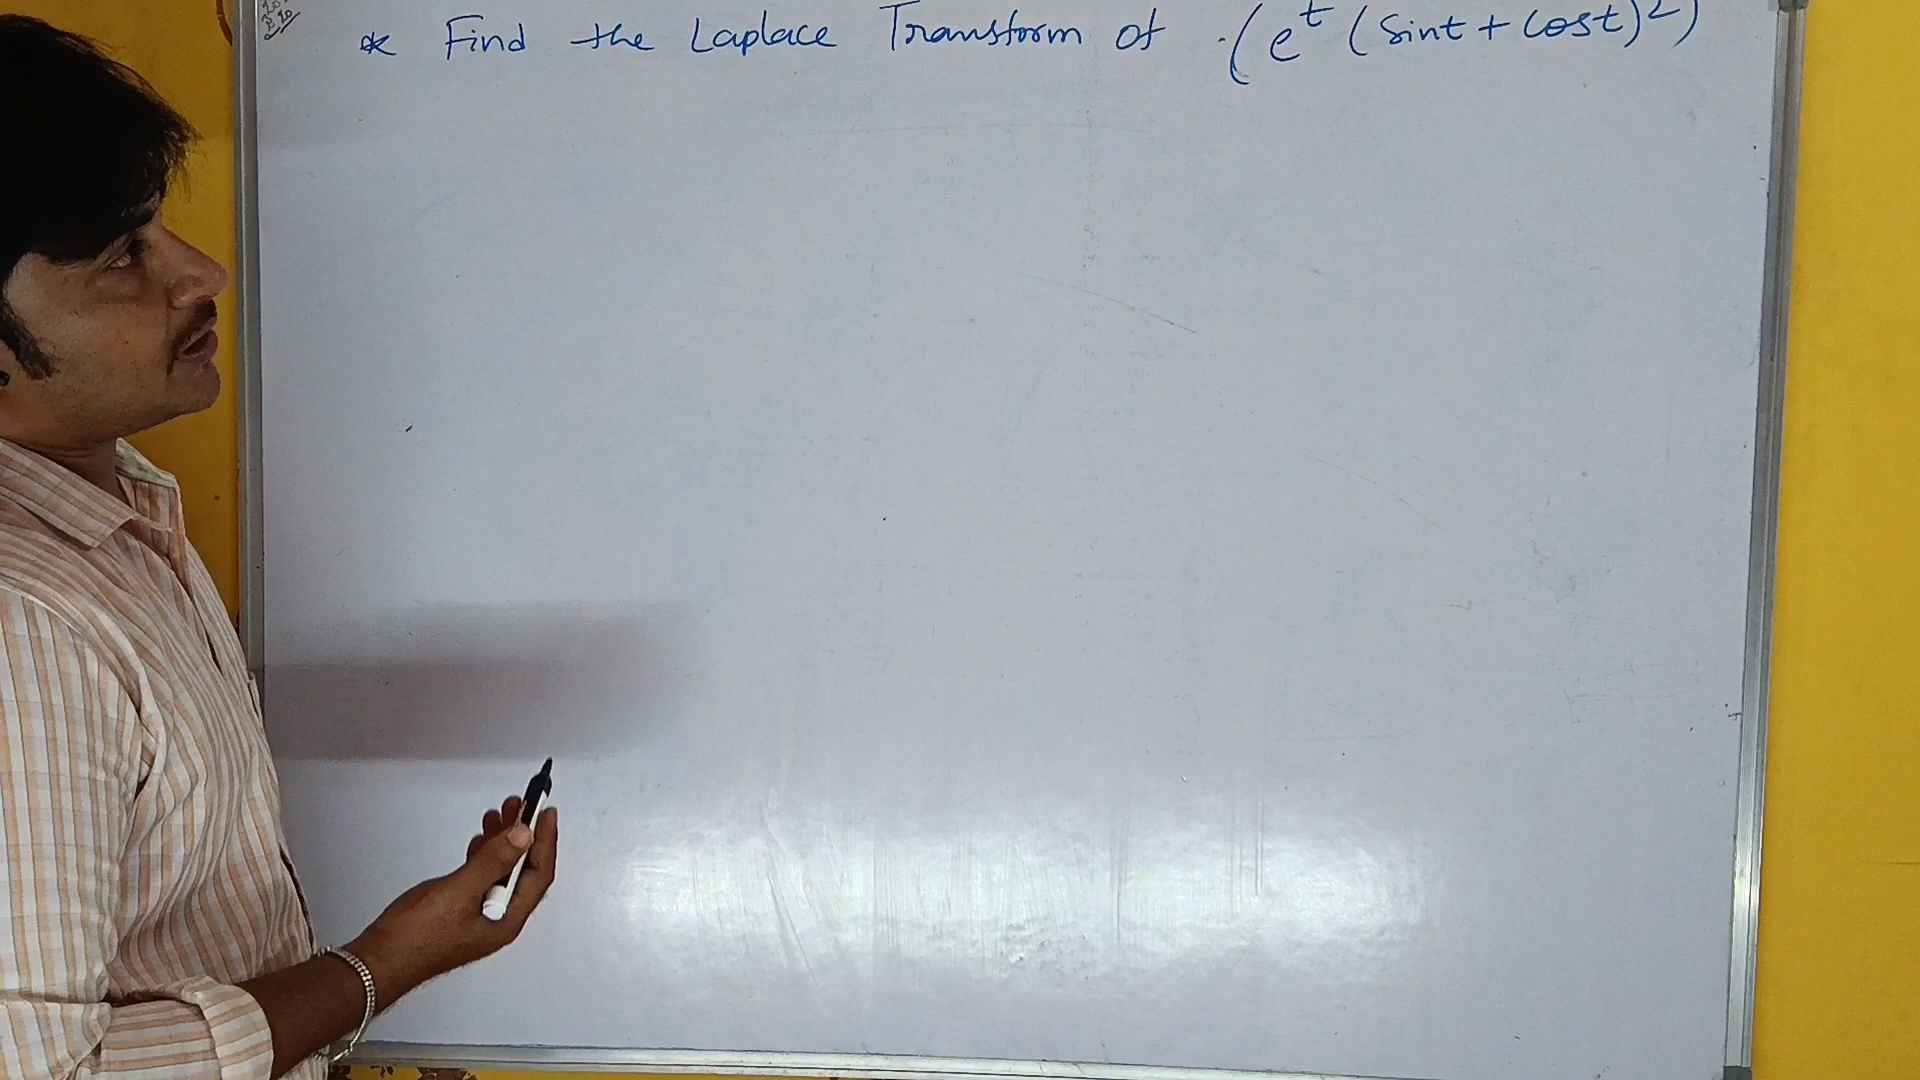 * Find the Laplace Transform of (e^t (Sint + Cost)^2)